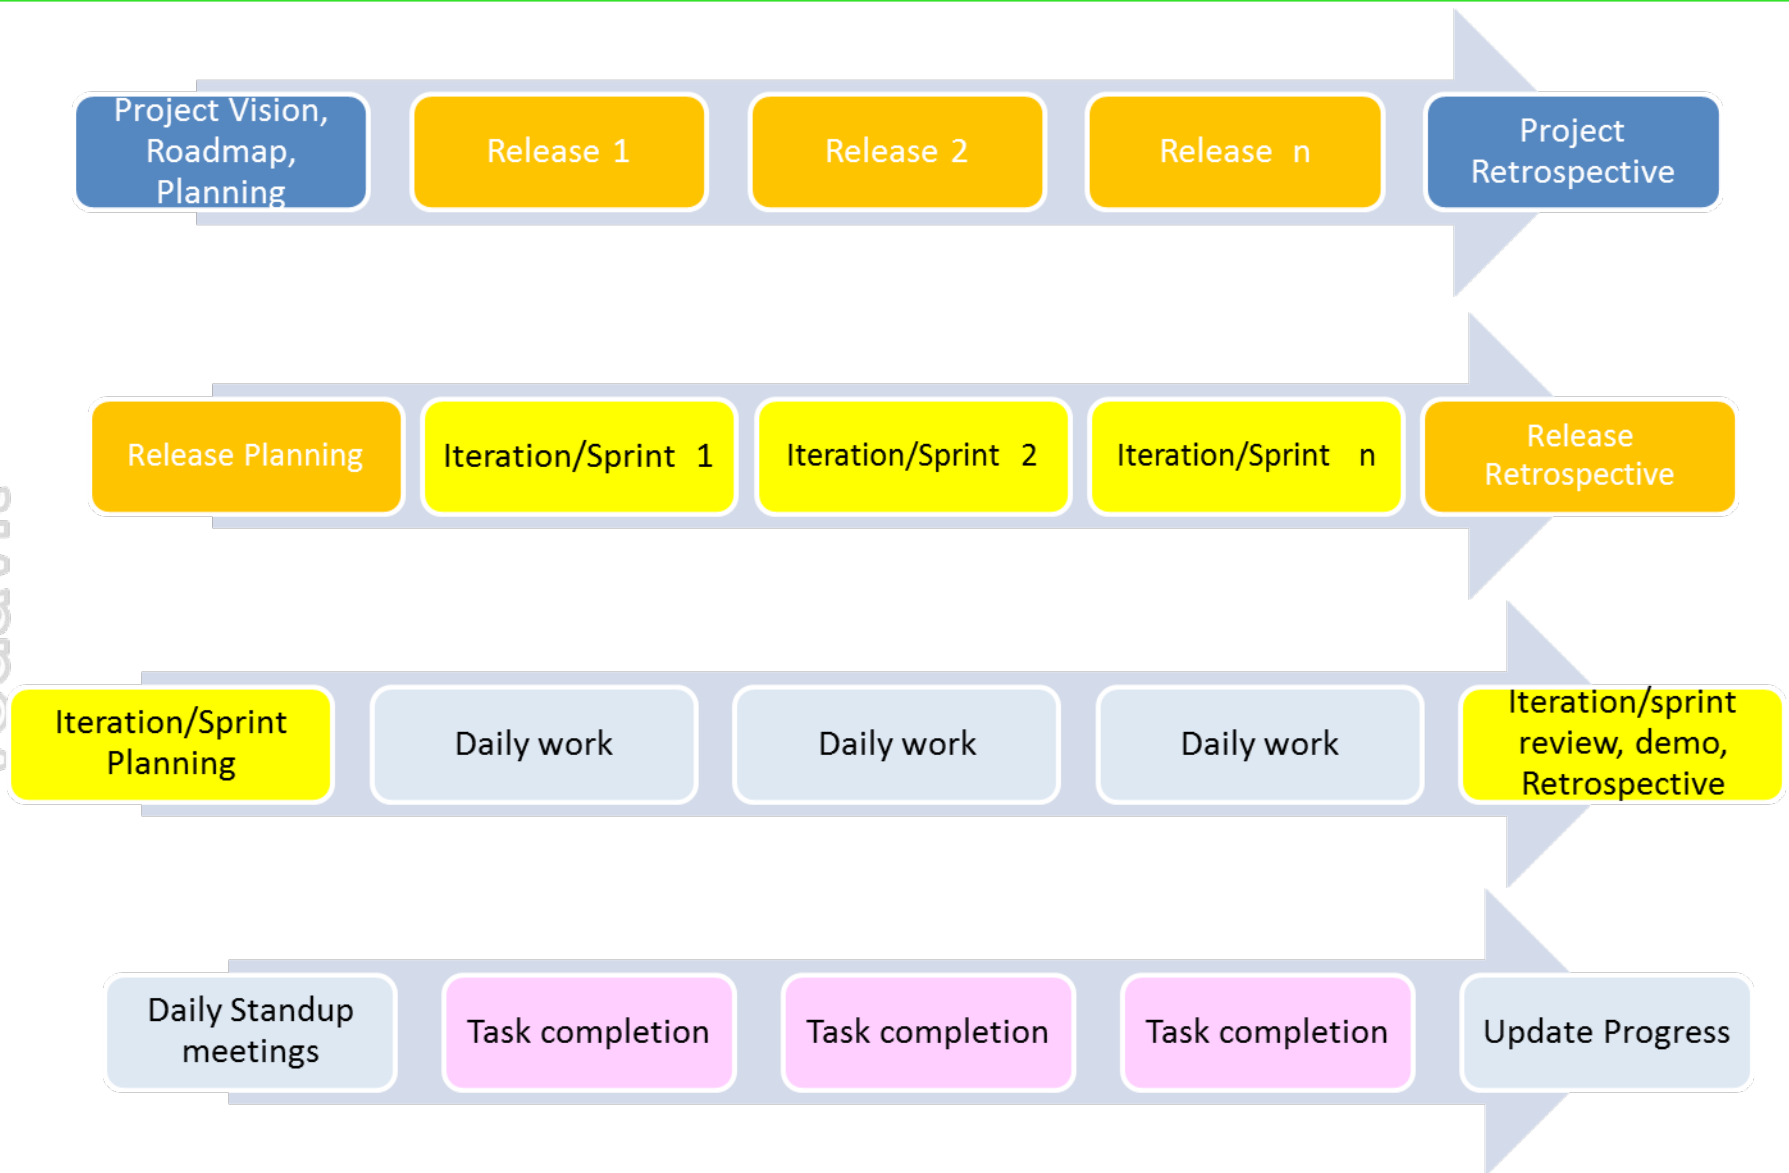 Project Vision,
Roadmap,
Planning
Release 1
Release 2
Release n
Project
Retrospective
Release Planning
Iteration/Sprint 1
Iteration/Sprint 2
Iteration/Sprint n
Release
Retrospective
Iteration/Sprint
Planning
Daily work
Daily work
Daily work
Iteration/sprint
review, demo,
Retrospective
Daily Standup
meetings
Task completion
Task completion
Task completion
Update Progress